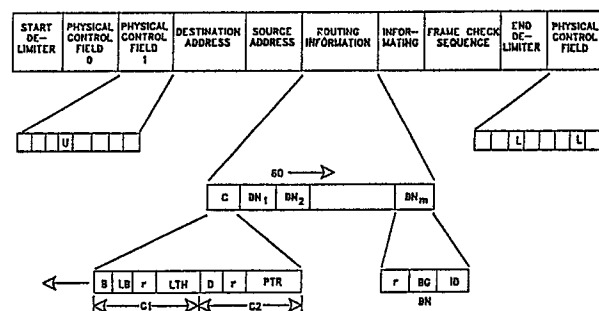 START DE-LIMITER
PHYSICAL CONTROL FIELD 0
PHYSICAL CONTROL FIELD 1
DESTINATION ADDRESS
SOURCE ADDRESS
ROUTING INFORMATION
INFOR-MATING
FRAME CHECK SEQUENCE
END DE-LIMITER
PHYSICAL CONTROL FIELD
U
L L
60
C BN1 BN2 BNm
B LB r LTH D r PTR
C1 C2
r BG ID
BN